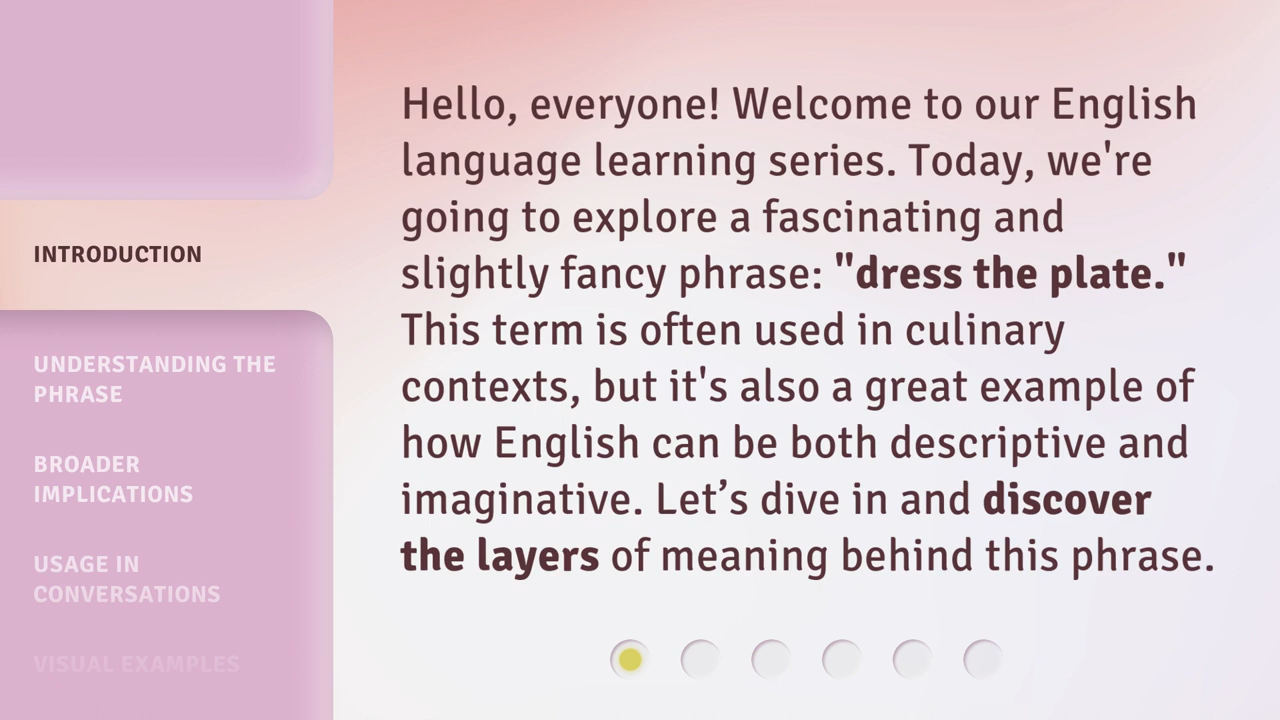 INTRODUCTION
UNDERSTANDING THE
PHRASE
BROADER
IMPLICATIONS
USAGE IN
CONVERSATIONS
VISUAL EXAMPLES
Hello, everyone! Welcome to our English
language learning series. Today, we're
going to explore a fascinating and
slightly fancy phrase: "dress the plate."
This term is often used in culinary
contexts, but it's also a great example of
how English can be both descriptive and
imaginative. Let’s dive in and discover
the layers of meaning behind this phrase.